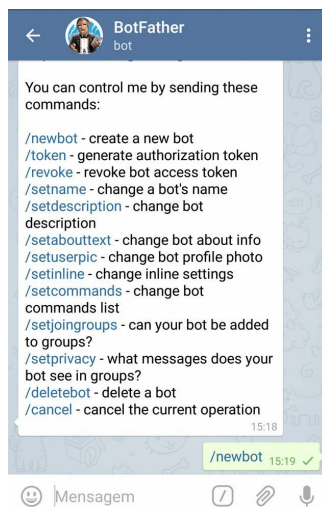 BotFather
bot
You can control me by sending these
commands:
/newbot - create a new bot
/token - generate authorization token
/revoke - revoke bot access token
/setname - change a bot's name
/setdescription - change bot
description
/setabouttext - change bot about info
/setuserpic - change bot profile photo
/setinline - change inline settings
/setcommands - change bot
commands list
/setjoingroups - can your bot be added
to groups?
/setprivacy - what messages does your
bot see in groups?
/deletebot - delete a bot
/cancel - cancel the current operation
15:18
/newbot 15:19
Mensagem